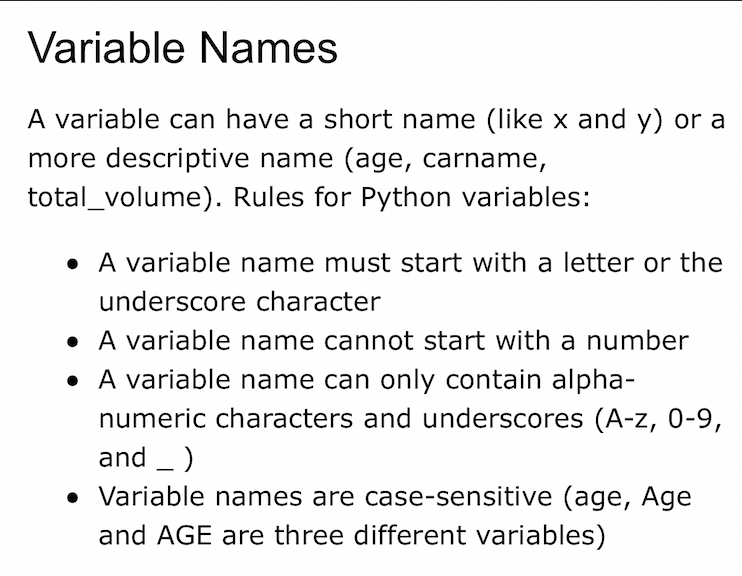 Variable Names
A variable can have a short name (like x and y) or a
more descriptive name (age, carname,
total_volume). Rules for Python variables:
• A variable name must start with a letter or the
underscore character
• A variable name cannot start with a number
• A variable name can only contain alpha-
numeric characters and underscores (A-z, 0-9,
and _ )
• Variable names are case-sensitive (age, Age
and AGE are three different variables)